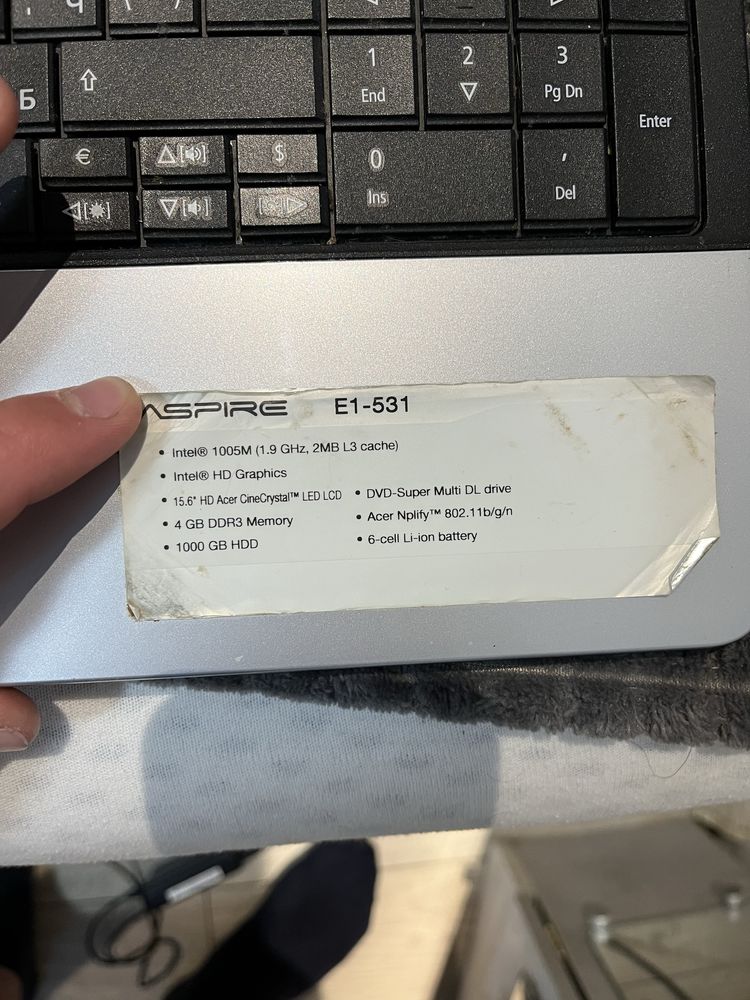 Б
1
End
2
3
Pg Dn
Enter
€
$
0
Ins
,
Del
ASPIRE E1-531
• Intel® 1005M (1.9 GHz, 2MB L3 cache)
• Intel® HD Graphics
• 15.6" HD Acer CineCrystal™ LED LCD
• 4 GB DDR3 Memory
• 1000 GB HDD
• DVD-Super Multi DL drive
• Acer Nplify™ 802.11b/g/n
• 6-cell Li-ion battery